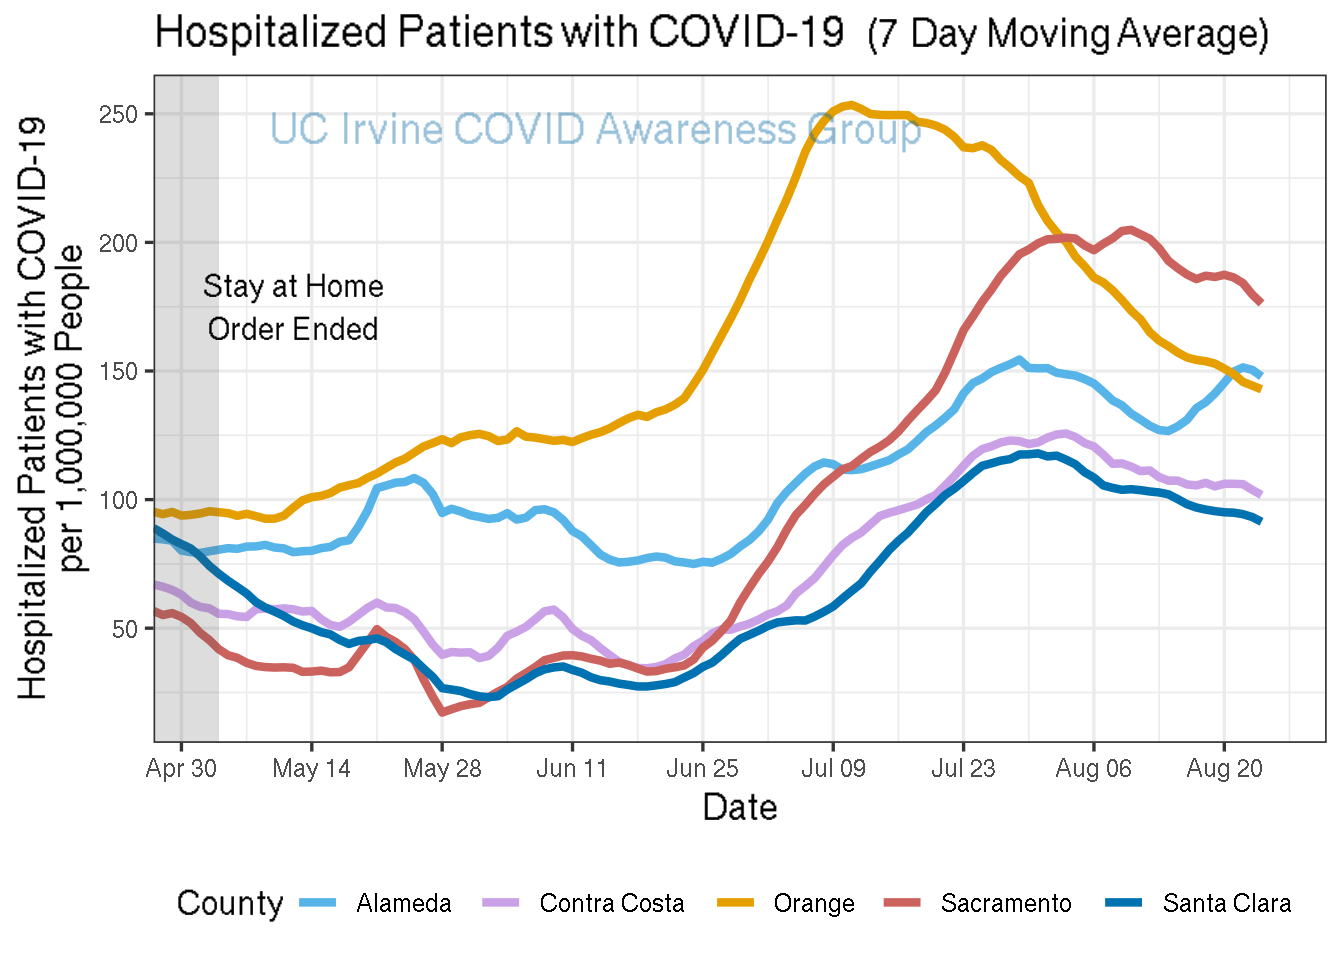 Hospitalized Patients with COVID-19 (7 Day Moving Average)
UC Irvine COVID Awareness Group
Stay at Home
Order Ended
Hospitalized Patients with COVID-19
per 1,000,000 People
250
200
150
100
50
Apr 30 May 14 May 28 Jun 11 Jun 25 Jul 09 Jul 23 Aug 06 Aug 20
Date
County Alameda Contra Costa Orange Sacramento Santa Clara